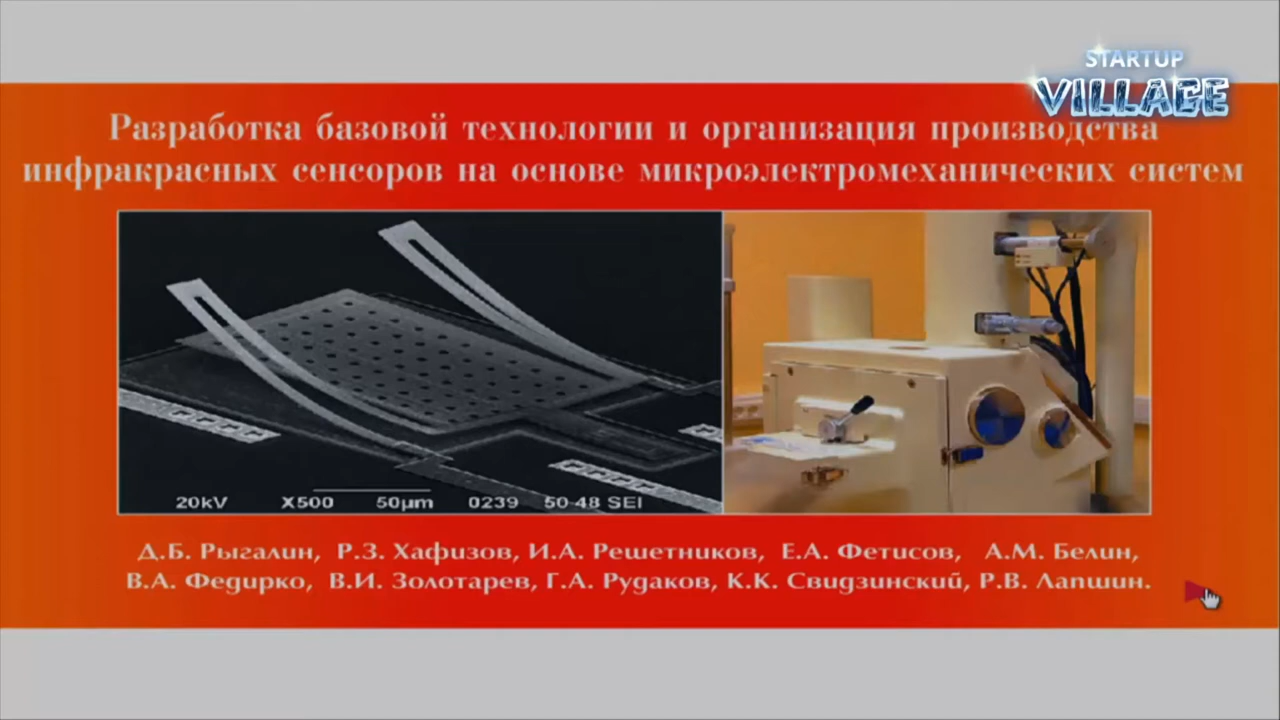 STARTUP
VILLAGE
Разработка базовой технологии и организация производства
инфракрасных сенсоров на основе микроэлектромеханических систем
20kV X500 50µm 0239 50 48 SEI
Д.Б. Рыгалин, Р.З. Хафизов, И.А. Решетников, Е.А. Фетисов, А.М. Белин,
В.А. Федирко, В.И. Золотарев, Г.А. Рудаков, К.К. Свидзинский, Р.В. Лапшин.